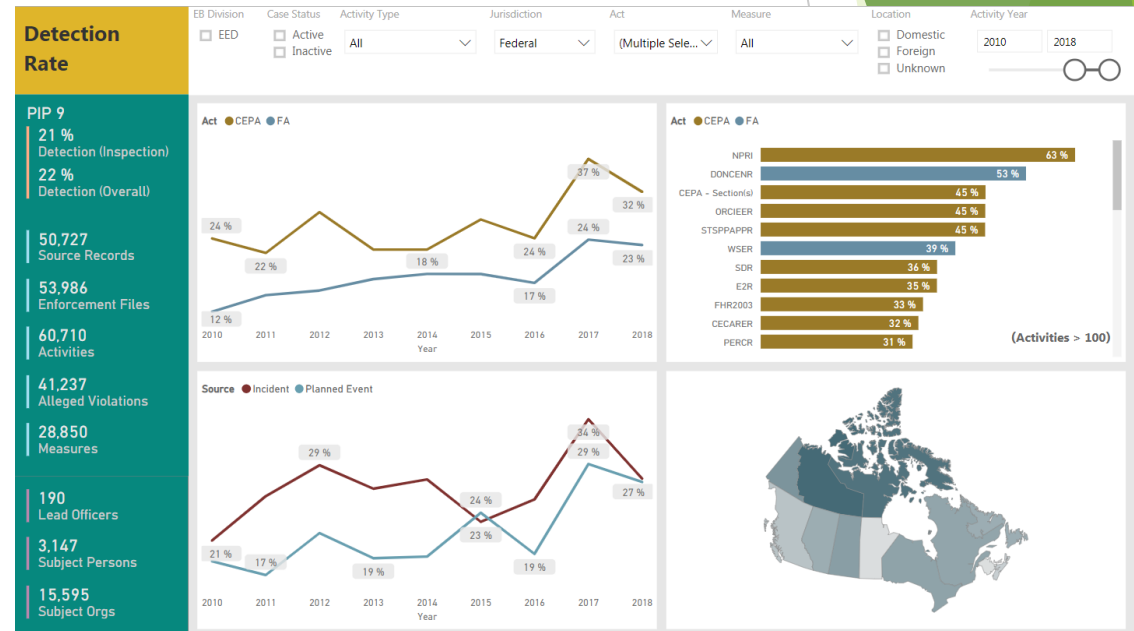 Detection
Rate
EB Division
EED
Case Status
Active
Inactive
Activity Type
All
Jurisdiction
Federal
Act
(Multiple Sele...
Measure
All
Location
Domestic
Foreign
Unknown
Activity Year
2010 2018
PIP 9
21 %
Detection (Inspection)
22 %
Detection (Overall)
50,727
Source Records
53,986
Enforcement Files
60,710
Activities
41,237
Alleged Violations
28,850
Measures
190
Lead Officers
3,147
Subject Persons
15,595
Subject Orgs
Act CEPA FA
37 %
32 %
24 %
24 %
22 %
24 %
18 %
23 %
17 %
12 %
2010 2011 2012 2013 2014 2015 2016 2017 2018
Year
Act CEPA FA
NPRI 63 %
DONCENR 53 %
CEPA - Section(s) 45 %
ORCIEER 45 %
STSPPAPPR 45 %
WSER 39 %
SDR 36 %
E2R 35 %
FHR2003 33 %
CECARER 32 %
PERCR 31 %
(Activities > 100)
Source Incident Planned Event
34 %
29 %
29 %
27 %
24 %
23 %
21 %
17 %
19 %
19 %
2010 2011 2012 2013 2014 2015 2016 2017 2018
Year